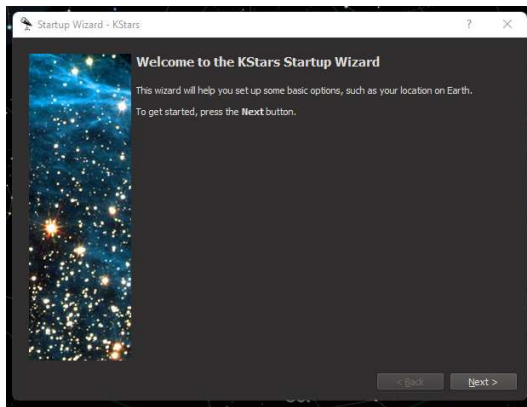 Startup Wizard - KStars
Welcome to the KStars Startup Wizard
This wizard will help you set up some basic options, such as your location on Earth.
To get started, press the Next button.
< Back
Next >